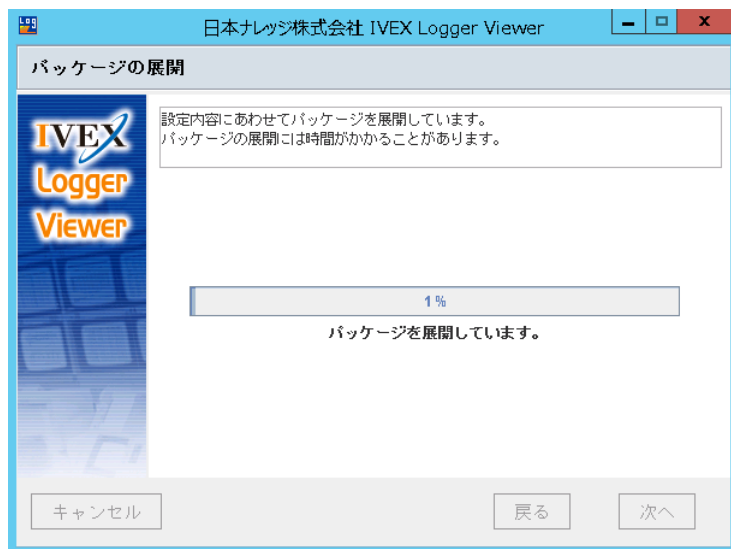 LOG
日本ナレッジ株式会社 IVEX Logger Viewer
パッケージの展開
IVEX
Logger
Viewer
設定内容にあわせてパッケージを展開しています。
パッケージの展開には時間がかかることがあります。
1 %
パッケージを展開しています。
キャンセル
戻る
次へ